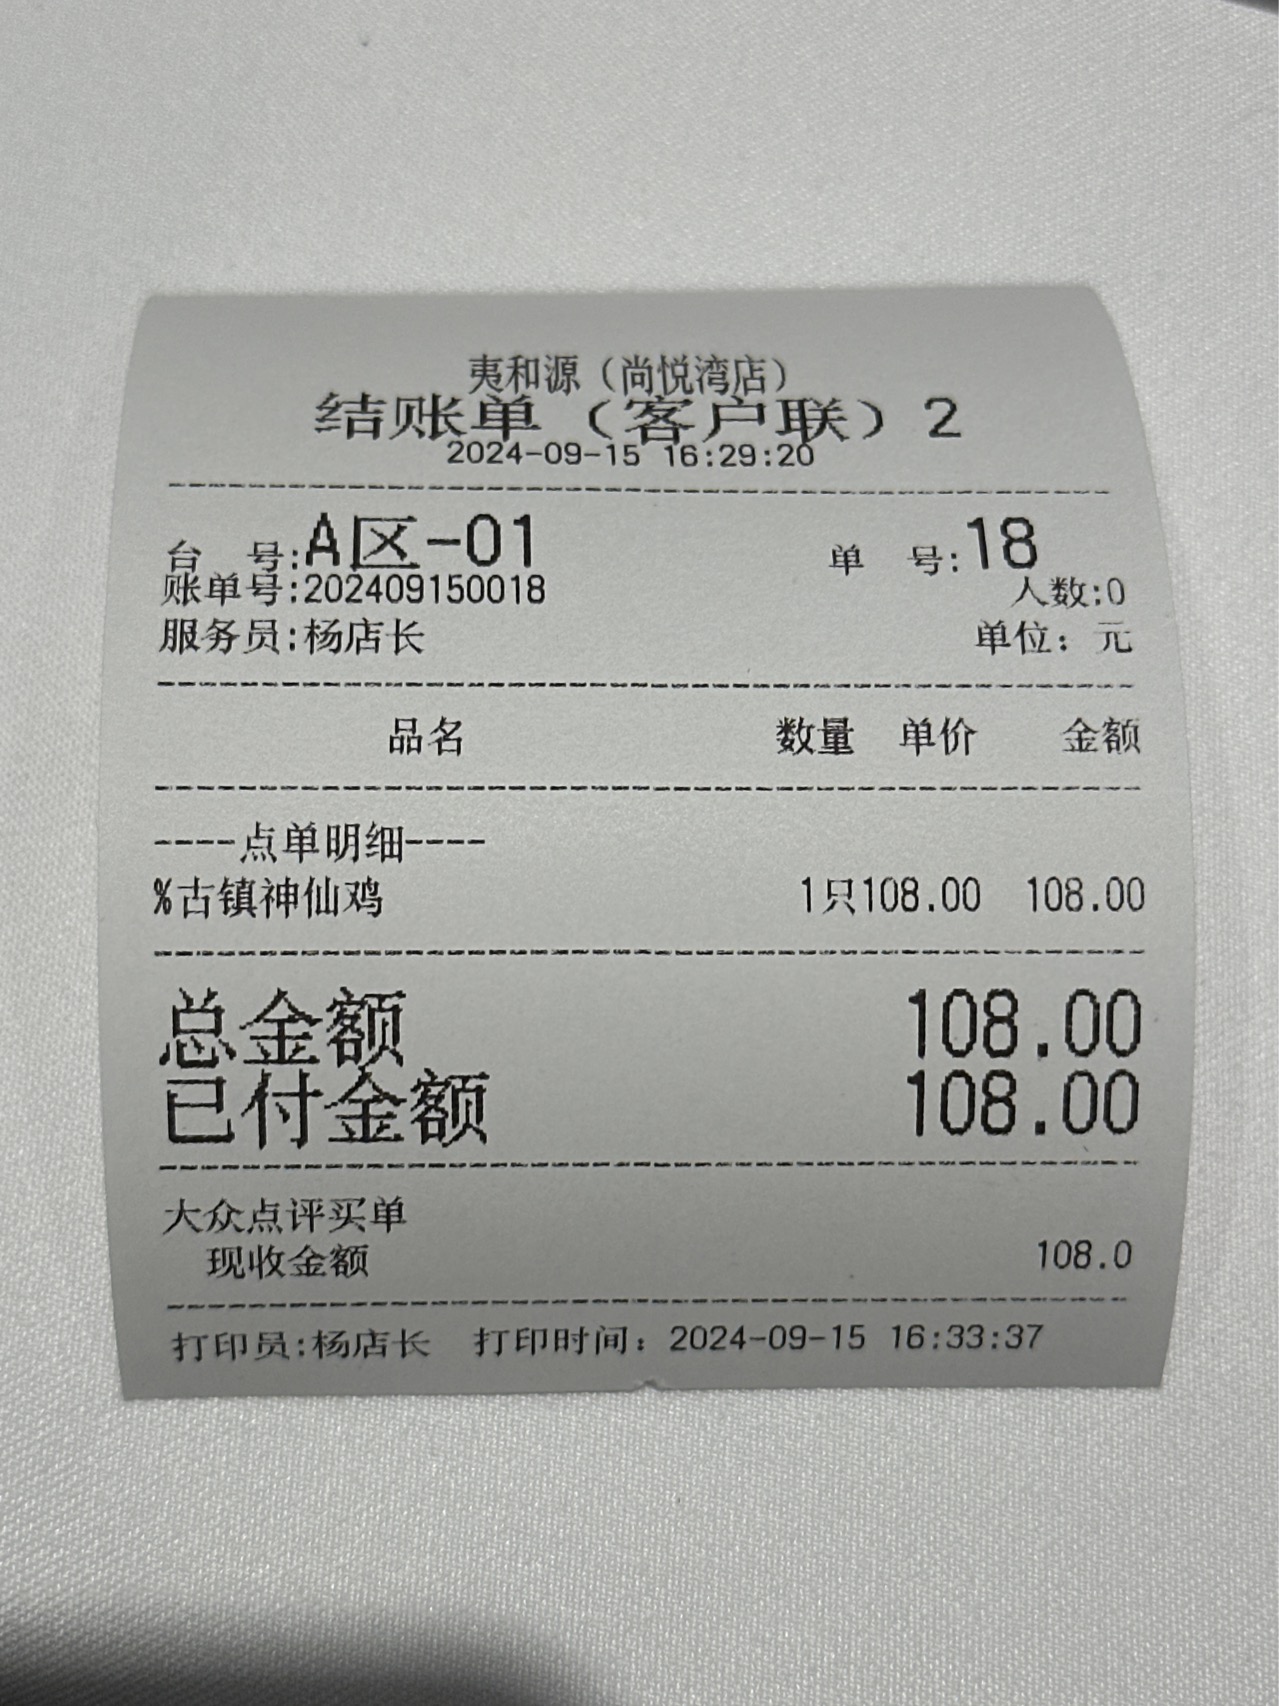 夷和源（尚悦湾店）
结账单（客户联）2
2024-09-15 16:29:20
台 号:A区-01 单 号:18
账单号:202409150018 人数:0
服务员:杨店长 单位：元
品名 数量 单价 金额
----点单明细----
%古镇神仙鸡 1只108.00 108.00
总金额 108.00
已付金额 108.00
大众点评买单
现收金额 108.0
打印员:杨店长 打印时间：2024-09-15 16:33:37